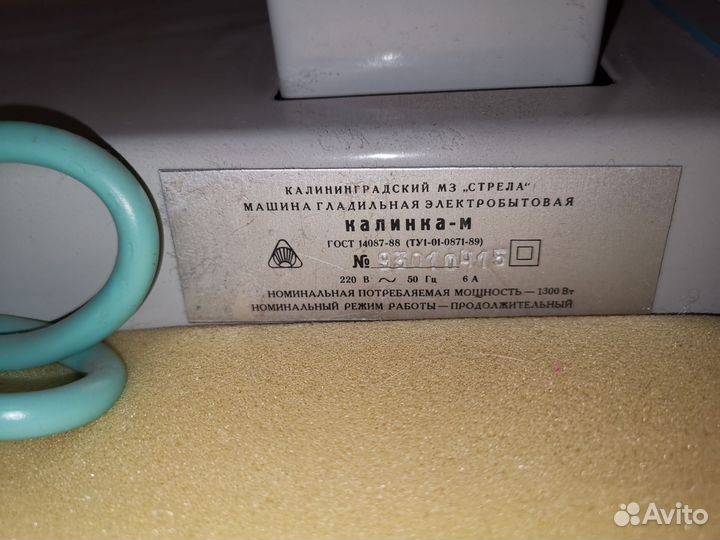 КАЛИНИНГРАДСКИЙ МЗ „СТРЕЛА“
МАШИНА ГЛАДИЛЬНАЯ ЭЛЕКТРОБЫТОВАЯ
КАЛИНКА-М
ГОСТ 14087-88 (ТУ1-01-0871-89)
№
220 В ~ 50 Гц 6 А
НОМИНАЛЬНАЯ ПОТРЕБЛЯЕМАЯ МОЩНОСТЬ — 1300 Вт
НОМИНАЛЬНЫЙ РЕЖИМ РАБОТЫ — ПРОДОЛЖИТЕЛЬНЫЙ
Avito